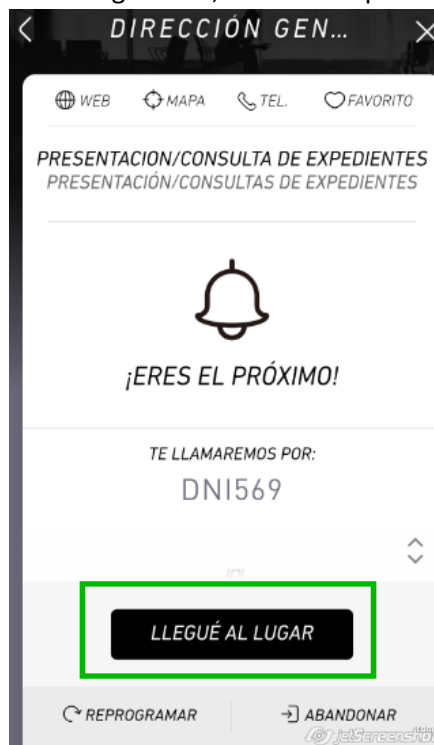 DIRECCIÓN GEN...
WEB MAPA TEL. FAVORITO
PRESENTACION/CONSULTA DE EXPEDIENTES
PRESENTACIÓN/CONSULTAS DE EXPEDIENTES
¡ERES EL PRÓXIMO!
TE LLAMAREMOS POR:
DNI569
LLEGUÉ AL LUGAR
REPROGRAMAR ABANDONAR
jetScreenshot